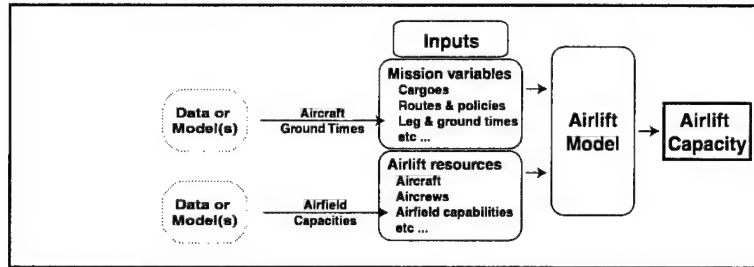 Inputs
Data or
Model(s)
Aircraft
Ground Times
Mission variables
Cargoes
Routes & policies
Leg & ground times
etc ...
Data or
Model(s)
Airfield
Capacities
Airlift resources
Aircraft
Aircrews
Airfield capabilities
etc ...
Airlift
Model
Airlift
Capacity